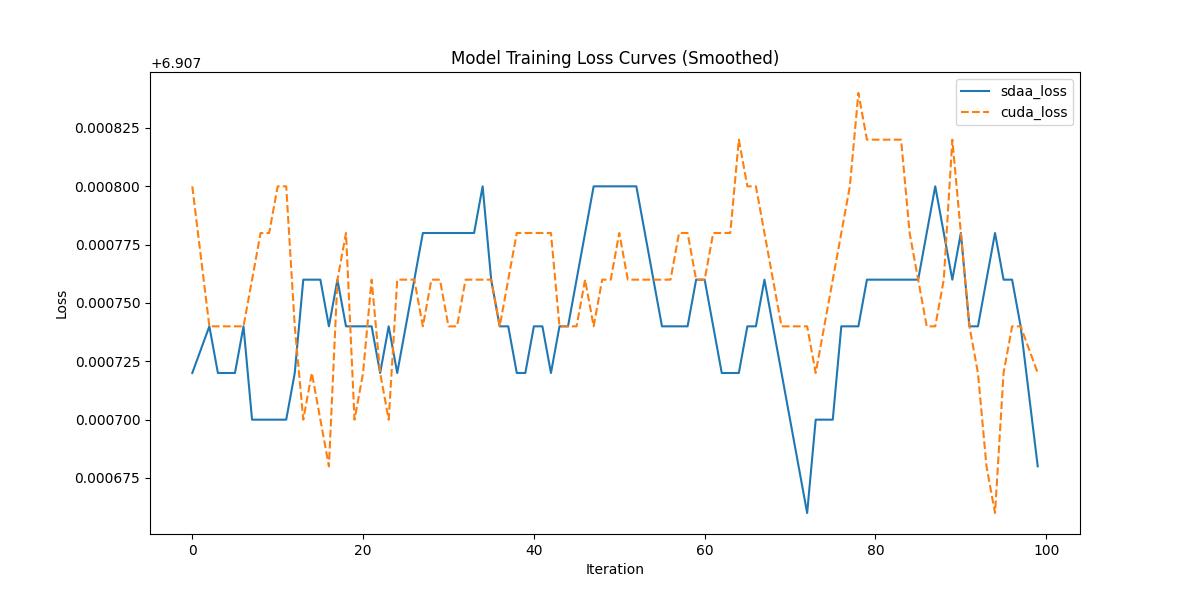 Model Training Loss Curves (Smoothed)
+6.907
sdaa_loss
cuda_loss
0.000825
0.000800
0.000775
0.000750
0.000725
0.000700
0.000675
Loss
0 20 40 60 80 100
Iteration